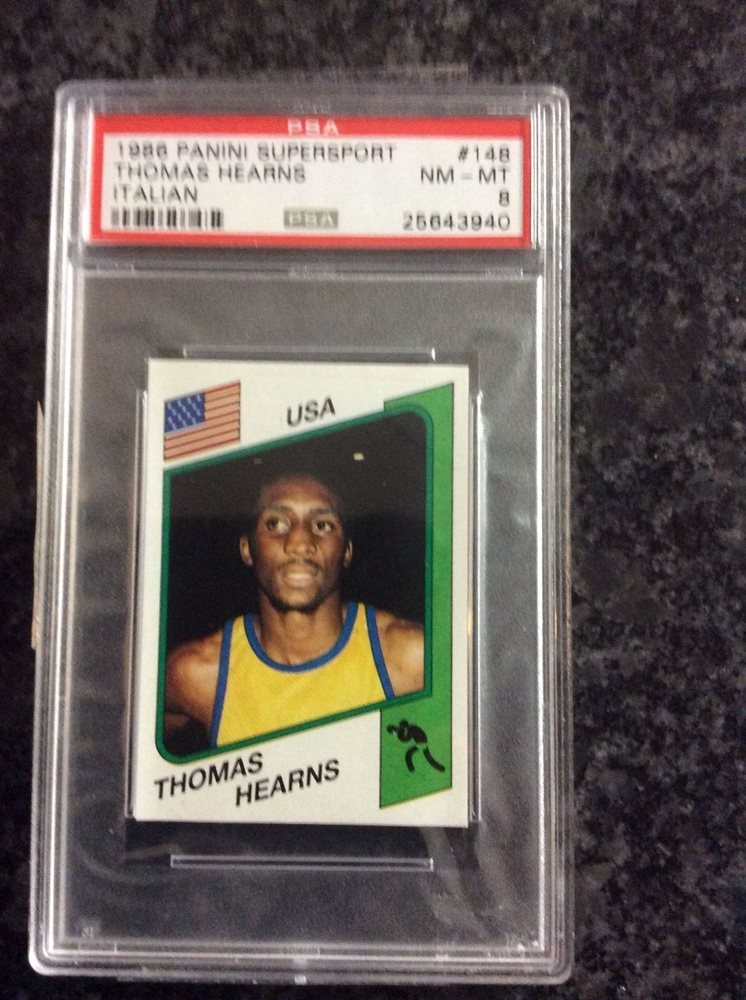 PSA
1986 PANINI SUPERSPORT #148
THOMAS HEARNS NM - MT
ITALIAN 8
PSA 25643940
USA
THOMAS
HEARNS